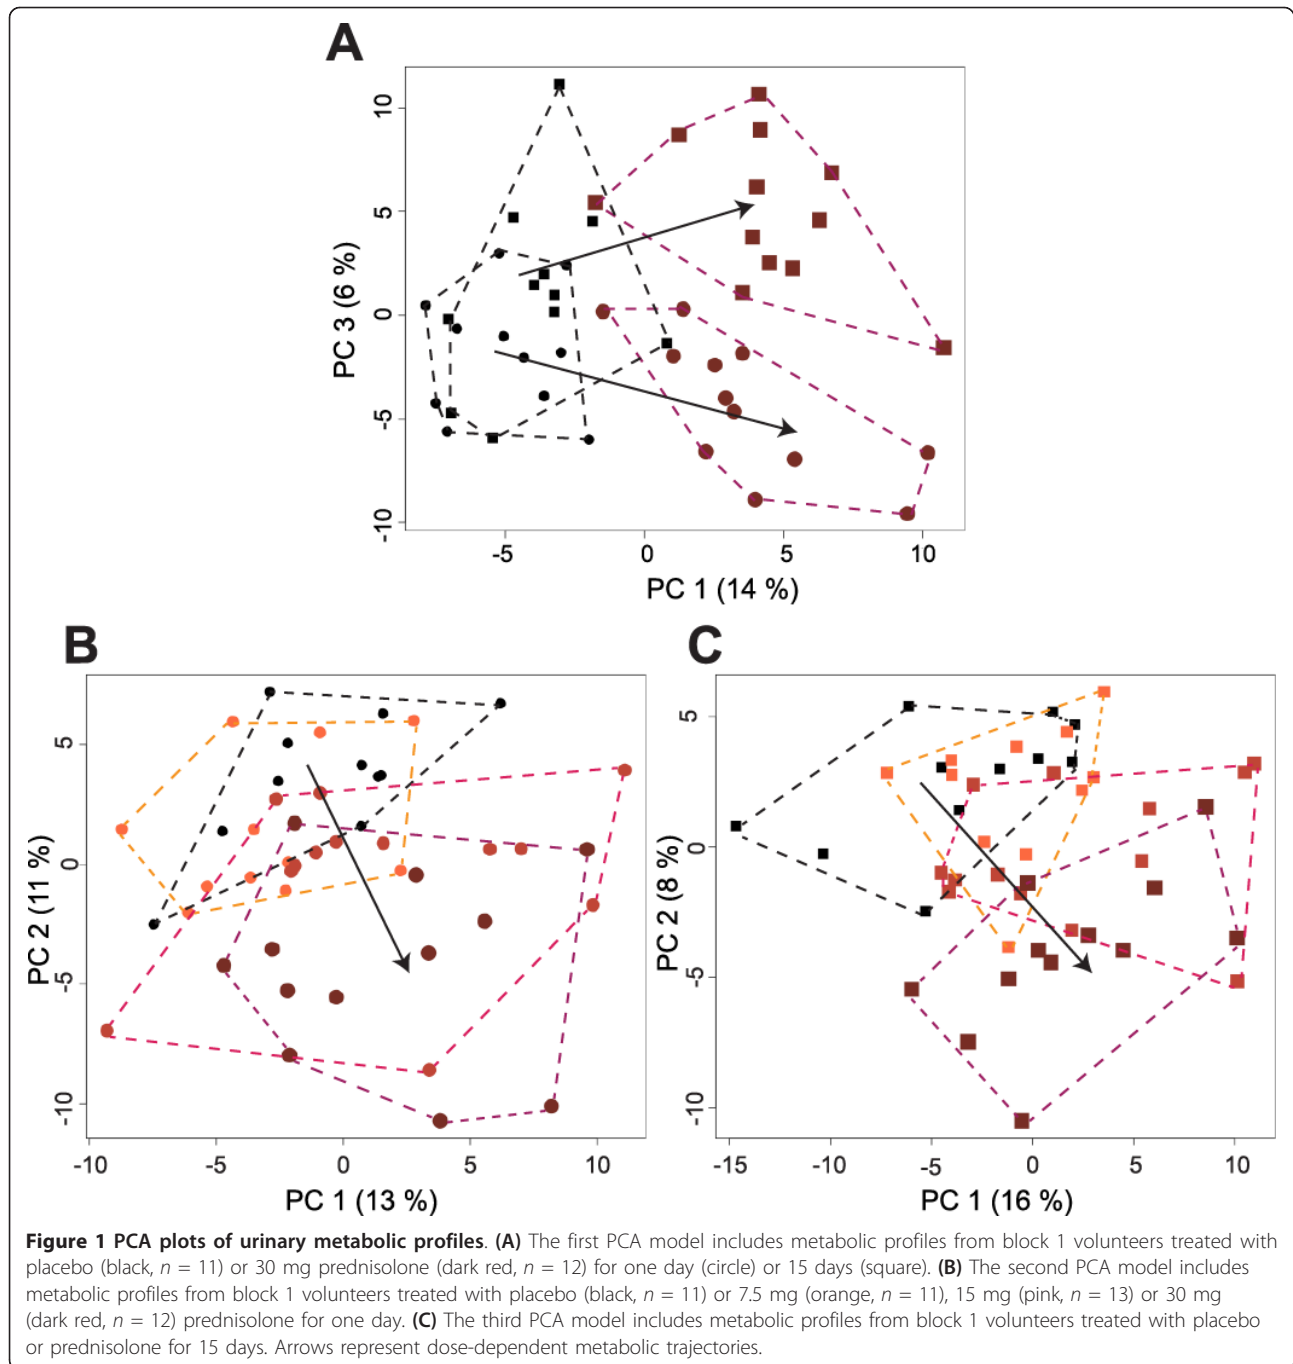 A
10
5
0
-5
-10
PC 3 (6 %)
-5
0
5
10
PC 1 (14 %)
B
5
0
-5
-10
PC 2 (11 %)
-10
-5
0
5
10
PC 1 (13 %)
C
5
0
-5
-10
PC 2 (8 %)
-15
-10
-5
0
5
10
PC 1 (16 %)
Figure 1 PCA plots of urinary metabolic profiles. (A) The first PCA model includes metabolic profiles from block 1 volunteers treated with
placebo (black, n = 11) or 30 mg prednisolone (dark red, n = 12) for one day (circle) or 15 days (square). (B) The second PCA model includes
metabolic profiles from block 1 volunteers treated with placebo (black, n = 11) or 7.5 mg (orange, n = 11), 15 mg (pink, n = 13) or 30 mg
(dark red, n = 12) prednisolone for one day. (C) The third PCA model includes metabolic profiles from block 1 volunteers treated with placebo
or prednisolone for 15 days. Arrows represent dose-dependent metabolic trajectories.